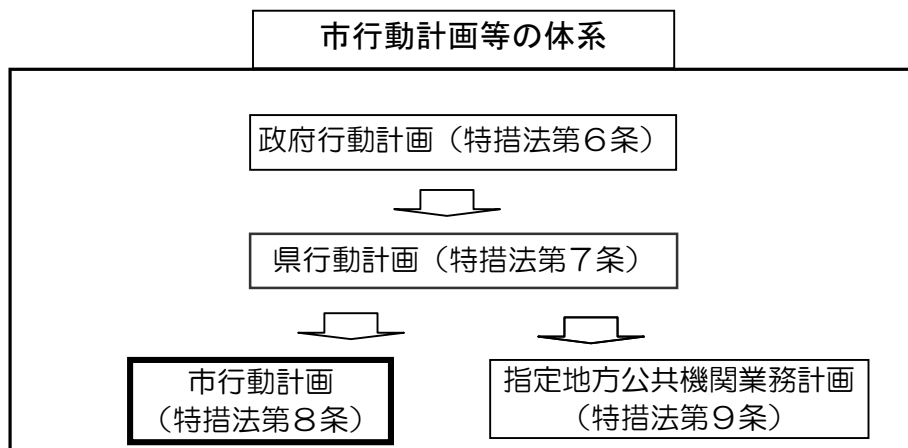 市行動計画等の体系
政府行動計画（特措法第６条）
県行動計画（特措法第７条）
市行動計画
（特措法第８条）
指定地方公共機関業務計画
（特措法第９条）